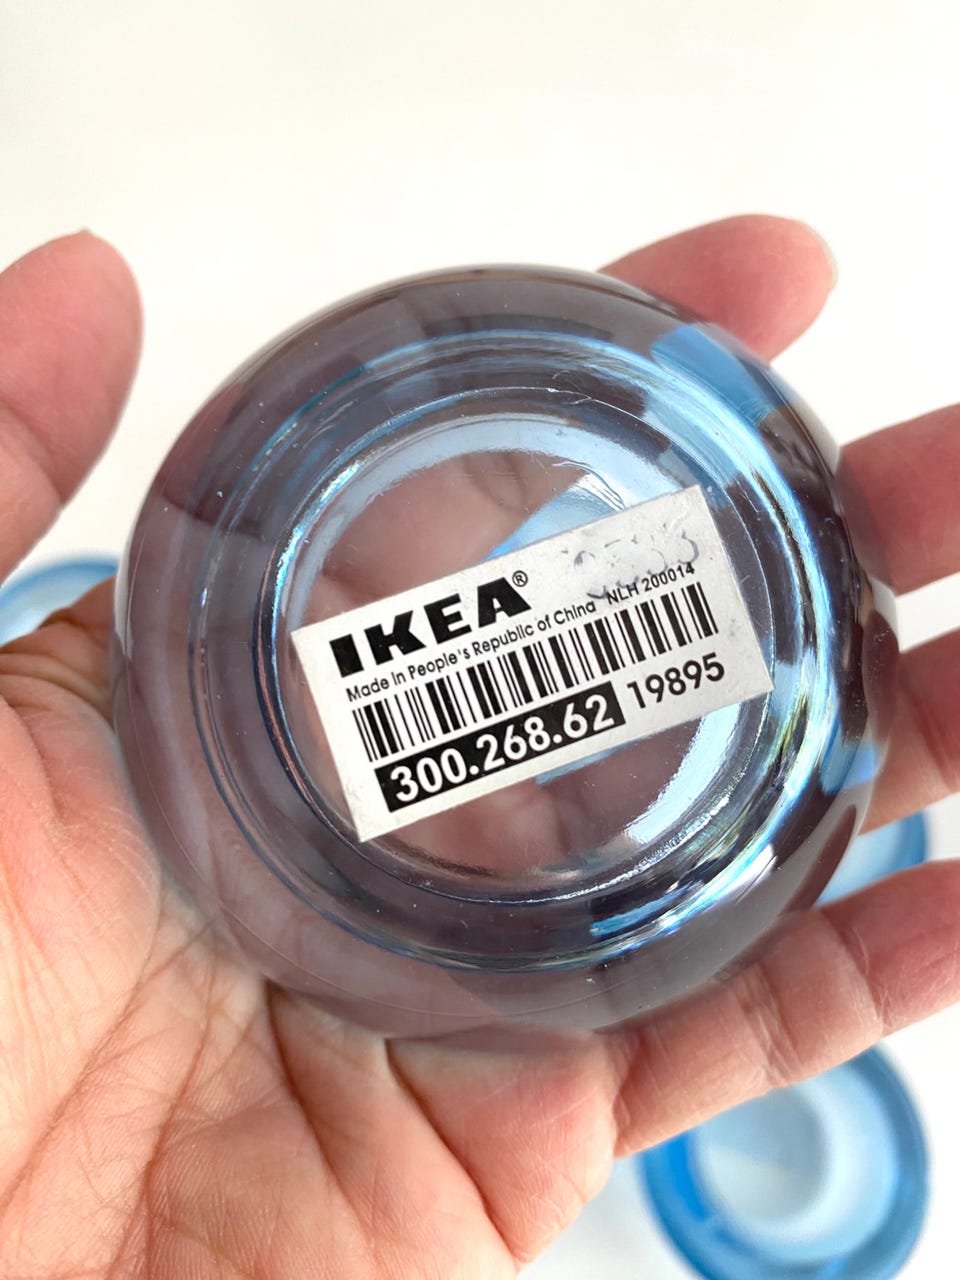 IKEA®
Made in People's Republic of China NLH 200014
300.268.62 19895